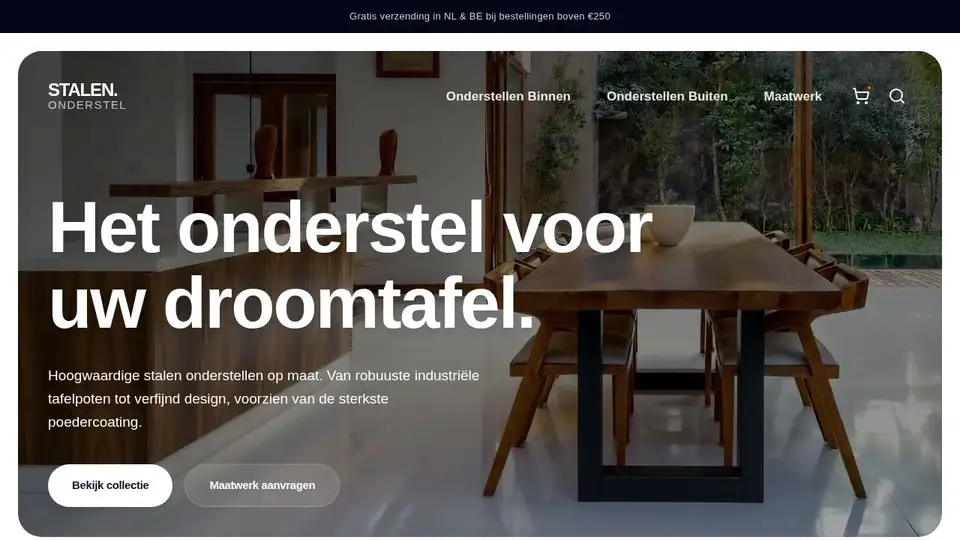 Gratis verzending in NL & BE bij bestellingen boven €250
STALEN.
ONDERSTEL
Onderstellen Binnen
Onderstellen Buiten
Maatwerk
Het onderstel voor
uw droomtafel.
Hoogwaardige stalen onderstellen op maat. Van robuuste industriële
tafelpoten tot verfijnd design, voorzien van de sterkste
poedercoating.
Bekijk collectie
Maatwerk aanvragen